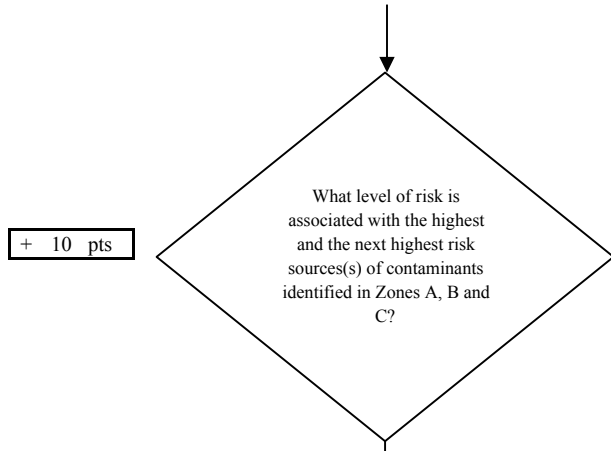 What level of risk is
associated with the highest
and the next highest risk
sources(s) of contaminants
identified in Zones A, B and
C?
+ 10 pts